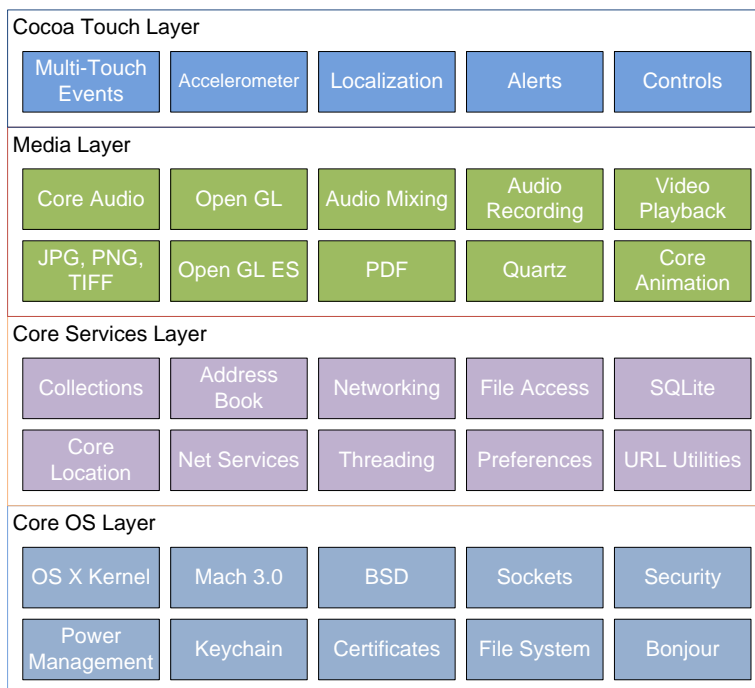 Cocoa Touch Layer
Multi-Touch
Events
Accelerometer
Localization
Alerts
Controls
Media Layer
Core Audio
Open GL
Audio Mixing
Audio
Recording
Video
Playback
JPG, PNG,
TIFF
Open GL ES
PDF
Quartz
Core
Animation
Core Services Layer
Collections
Address
Book
Networking
File Access
SQLite
Core
Location
Net Services
Threading
Preferences
URL Utilities
Core OS Layer
OS X Kernel
Mach 3.0
BSD
Sockets
Security
Power
Management
Keychain
Certificates
File System
Bonjour